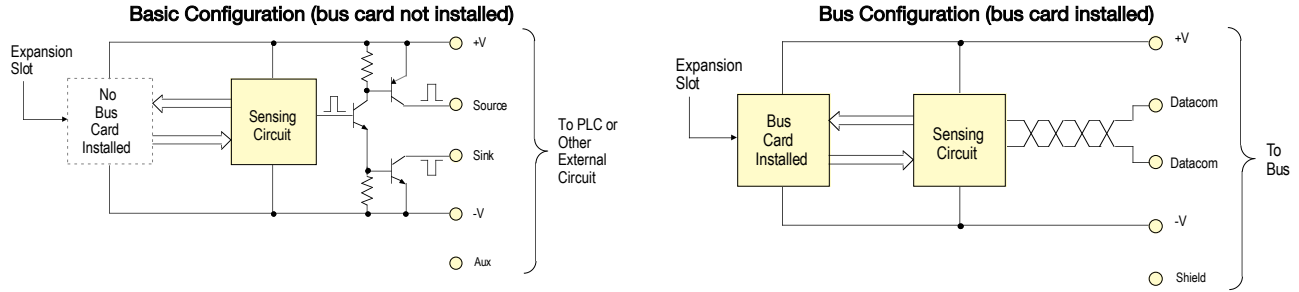 Basic Configuration (bus card not installed)
Expansion
Slot
No
Bus
Card
Installed
Sensing
Circuit
+V
Source
Sink
-V
Aux
To PLC or
Other
External
Circuit
Bus Configuration (bus card installed)
Expansion
Slot
Bus
Card
Installed
Sensing
Circuit
+V
Datacom
Datacom
-V
Shield
To
Bus